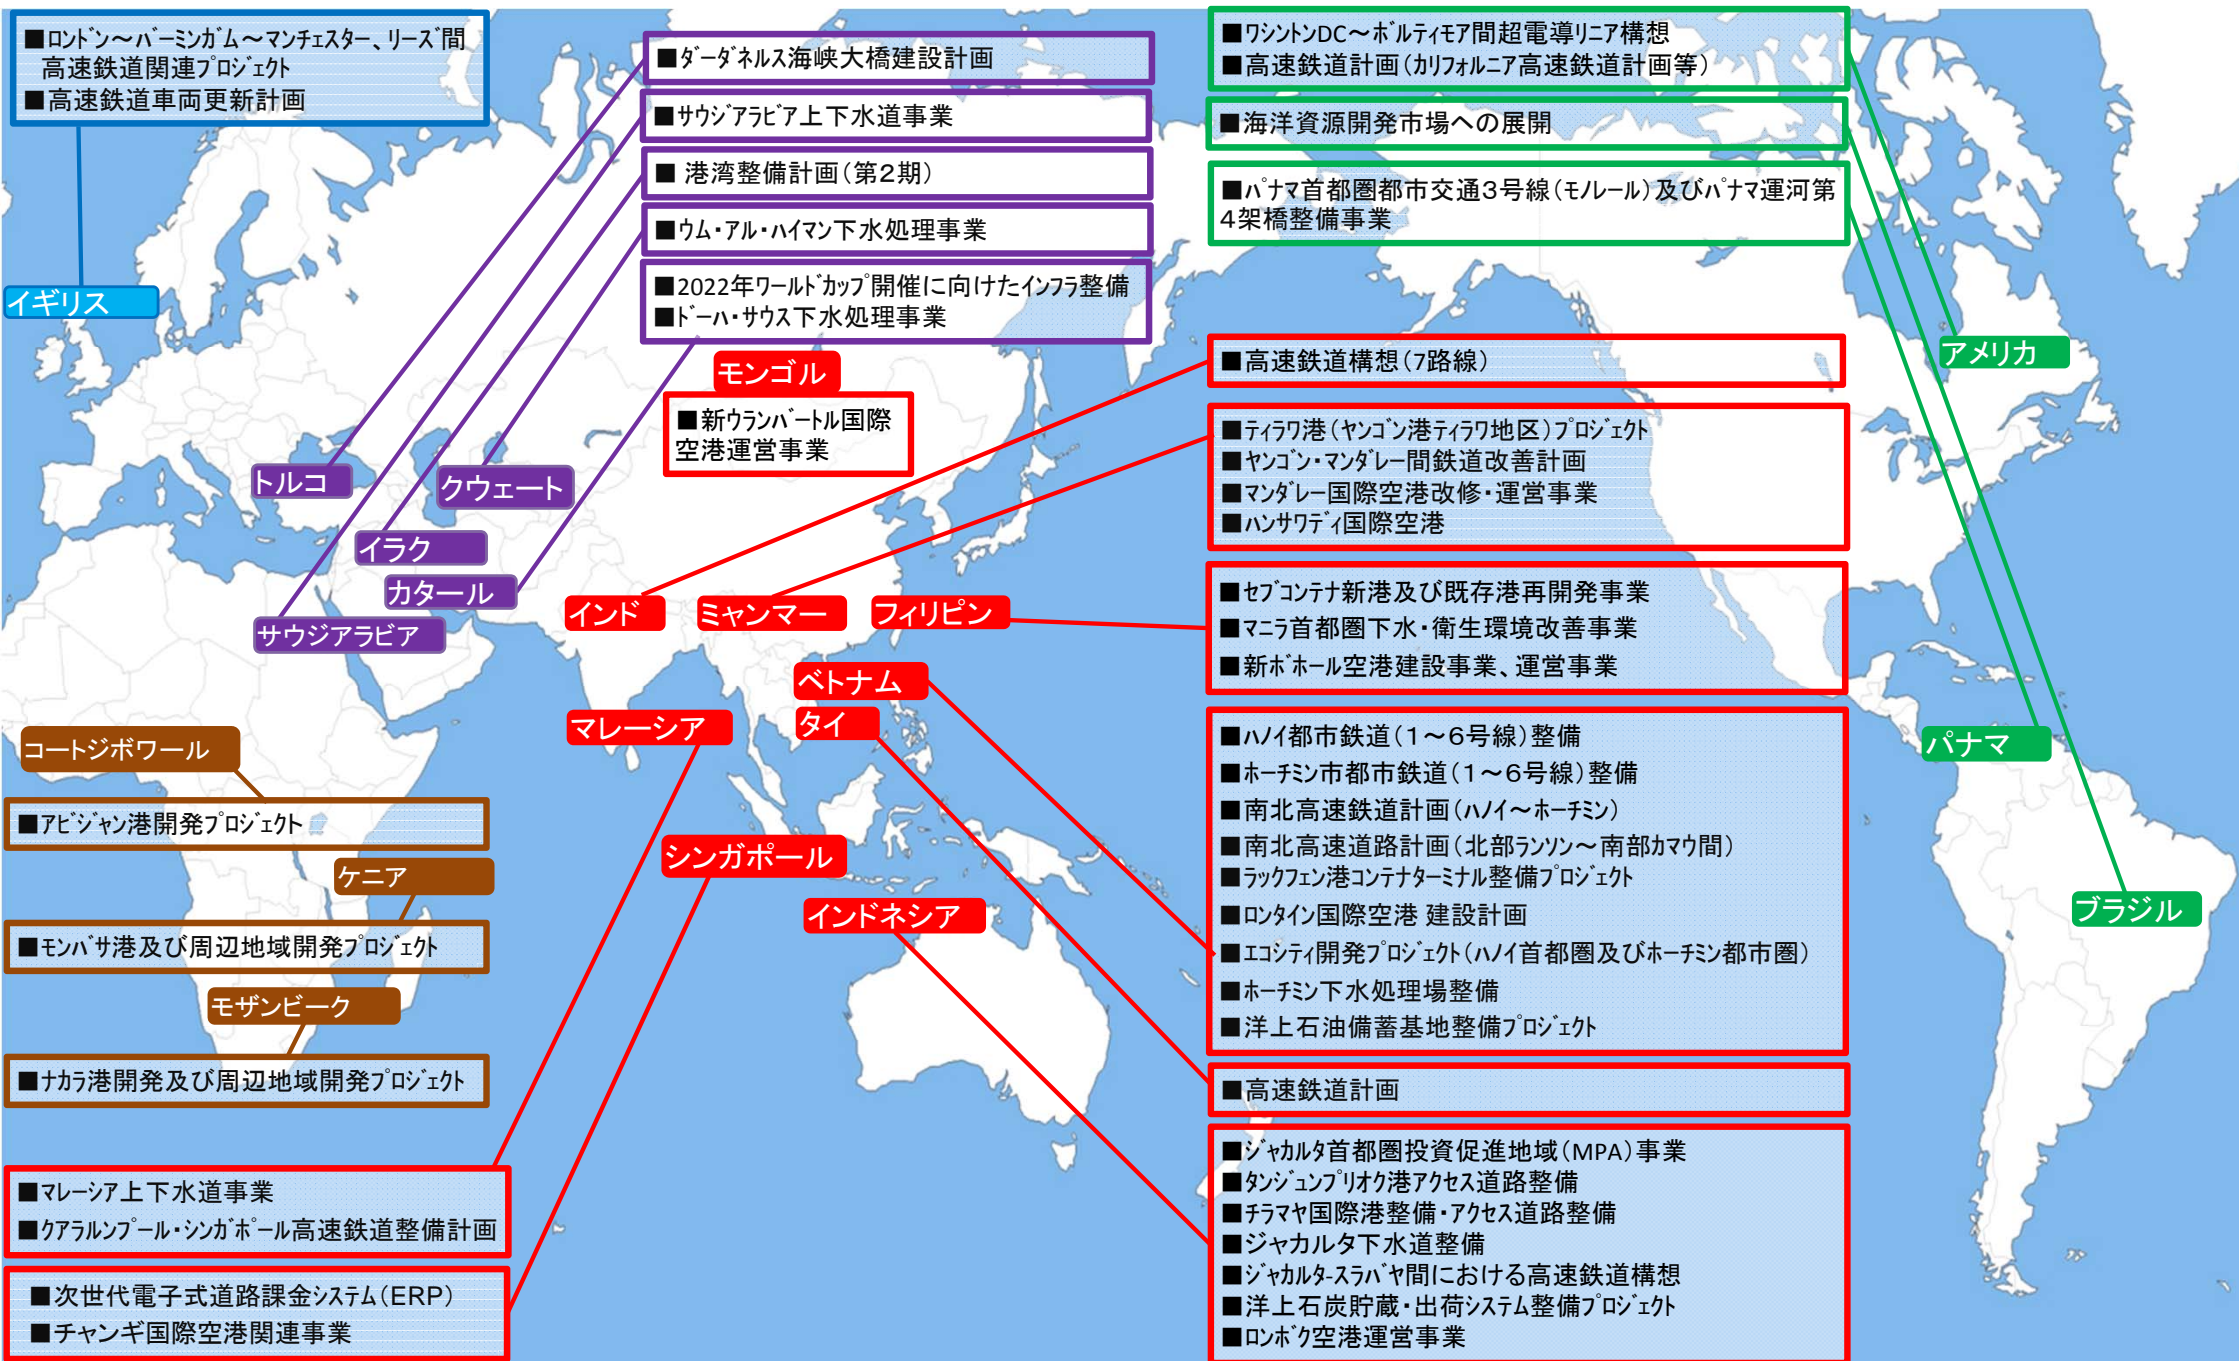 ■ロンドン～バーミンガム～マンチェスター、リーズ間
高速鉄道関連プロジェクト
■高速鉄道車両更新計画
イギリス
■ダーダネルス海峡大橋建設計画
■サウジアラビア上下水道事業
■ 港湾整備計画（第2期）
■ウム・アル・ハイマン下水処理事業
■2022年ワールドカップ開催に向けたインフラ整備
■ドーハ・サウス下水処理事業
トルコ
クウェート
イラク
カタール
サウジアラビア
モンゴル
■新ウランバートル国際
空港運営事業
■ワシントンDC～ボルティモア間超電導リニア構想
■高速鉄道計画（カリフォルニア高速鉄道計画等）
■海洋資源開発市場への展開
■パナマ首都圏都市交通3号線（モノレール）及びパナマ運河第
4架橋整備事業
アメリカ
パナマ
ブラジル
■高速鉄道構想（7路線）
■ティラワ港（ヤンゴン港ティラワ地区）プロジェクト
■ヤンゴン・マンダレー間鉄道改善計画
■マンダレー国際空港改修・運営事業
■ハンサワディ国際空港
インド
ミャンマー
フィリピン
■セブコンテナ新港及び既存港再開発事業
■マニラ首都圏下水・衛生環境改善事業
■新ボホール空港建設事業、運営事業
ベトナム
タイ
マレーシア
■ハノイ都市鉄道（1～6号線）整備
■ホーチミン市都市鉄道（1～6号線）整備
■南北高速鉄道計画（ハノイ～ホーチミン）
■南北高速道路計画（北部ランソン～南部カマウ間）
■ラックフェン港コンテナターミナル整備プロジェクト
■ロンタイン国際空港 建設計画
■エコシティ開発プロジェクト（ハノイ首都圏及びホーチミン都市圏）
■ホーチミン下水処理場整備
■洋上石油備蓄基地整備プロジェクト
コートジボワール
■アビジャン港開発プロジェクト
ケニア
■モンバサ港及び周辺地域開発プロジェクト
モザンビーク
■ナカラ港開発及び周辺地域開発プロジェクト
シンガポール
インドネシア
■高速鉄道計画
■マレーシア上下水道事業
■クアラルンプール・シンガポール高速鉄道整備計画
■次世代電子式道路課金システム（ERP）
■チャンギ国際空港関連事業
■ジャカルタ首都圏投資促進地域（MPA）事業
■タンジュンプリオク港アクセス道路整備
■チラマヤ国際港整備・アクセス道路整備
■ジャカルタ下水道整備
■ジャカルタ-スラバヤ間における高速鉄道構想
■洋上石炭貯蔵・出荷システム整備プロジェクト
■ロンボク空港運営事業